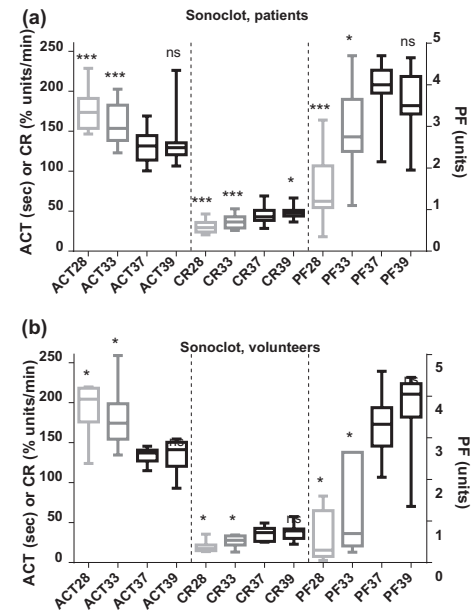 (a)
Sonoclot, patients
ACT (sec) or CR (% units/min)
250
200
150
100
50
0
***
***
ns
***
***
*
***
*
ns
5
4
3
2
1
0
PF (units)
ACT28
ACT33
ACT37
ACT39
CR28
CR33
CR37
CR39
PF28
PF33
PF37
PF39
(b)
Sonoclot, volunteers
ACT (sec) or CR (% units/min)
250
200
150
100
50
0
*
*
ns
*
*
ns
*
*
ns
5
4
3
2
1
0
PF (units)
ACT28
ACT33
ACT37
ACT39
CR28
CR33
CR37
CR39
PF28
PF33
PF37
PF39